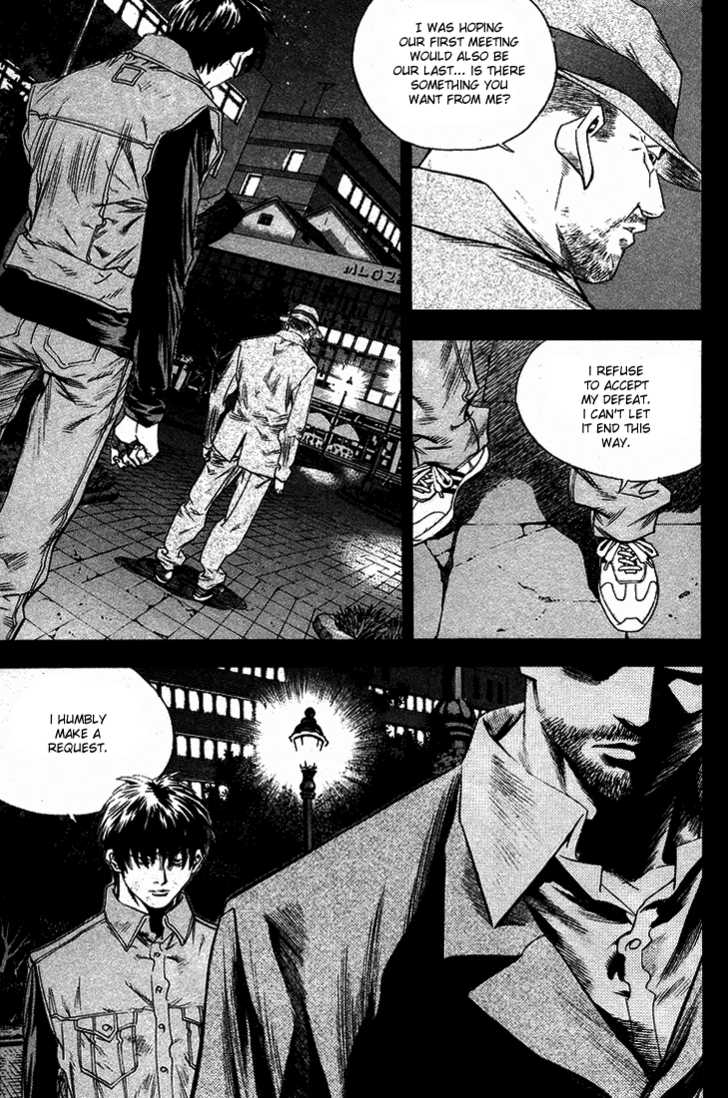 I WAS HOPING
OUR FIRST MEETING
WOULD ALSO BE
OUR LAST... IS THERE
SOMETHING YOU
WANT FROM ME?
I REFUSE
TO ACCEPT
MY DEFEAT.
I CAN'T LET
IT END THIS
WAY.
I HUMBLY
MAKE A
REQUEST.